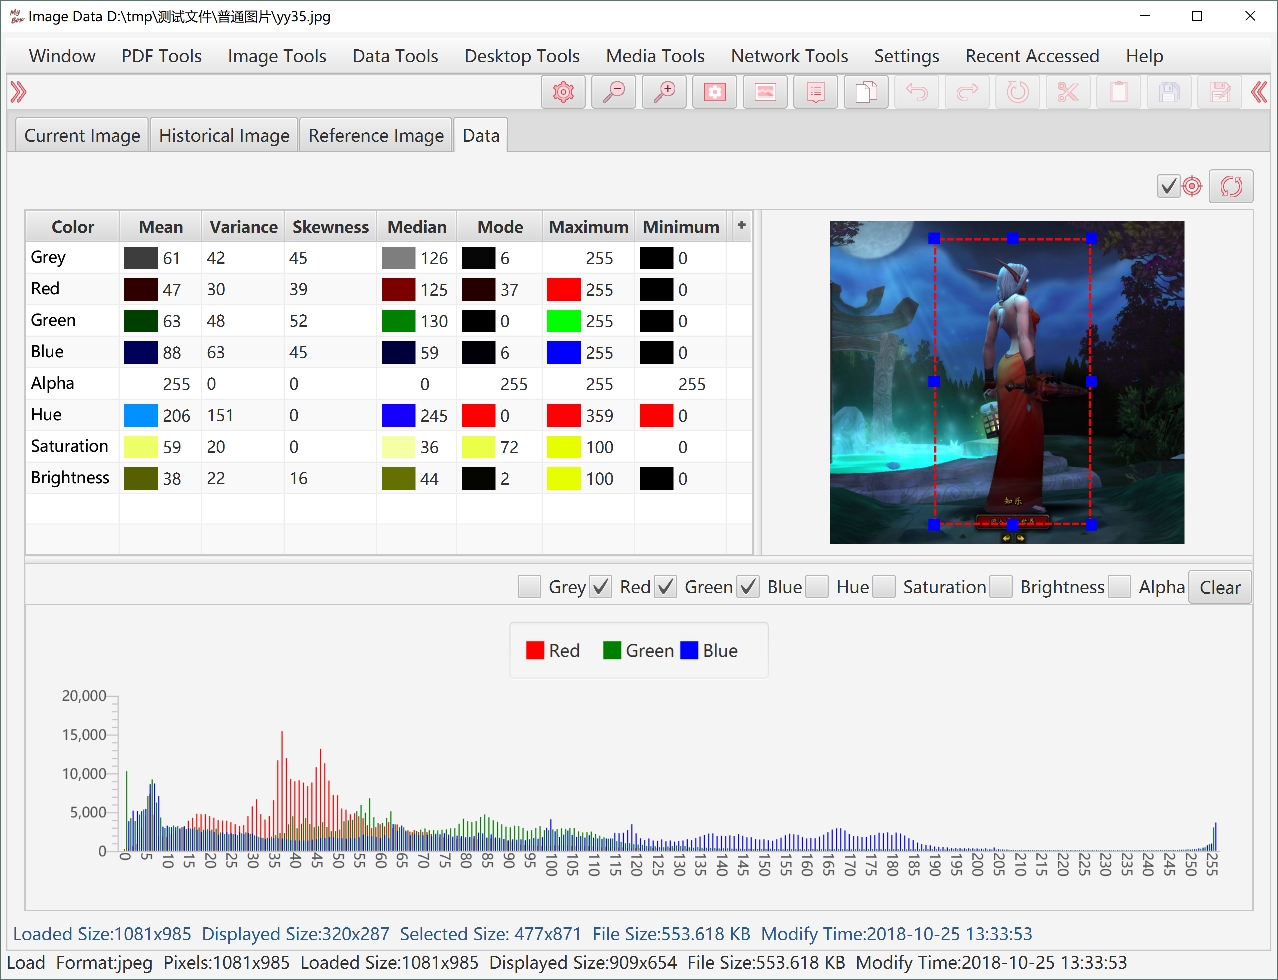 Image Data D:\tmp\测试文件\普通图片\yy35.jpg
Window PDF Tools Image Tools Data Tools Desktop Tools Media Tools Network Tools Settings Recent Accessed Help
Current Image Historical Image Reference Image Data
Color Mean Variance Skewness Median Mode Maximum Minimum +
Grey 61 42 45 126 6 255 0
Red 47 30 39 125 37 255 0
Green 63 48 52 130 0 255 0
Blue 88 63 45 59 6 255 0
Alpha 255 0 0 0 255 255 255
Hue 206 151 0 245 0 359 0
Saturation 59 20 0 36 72 100 0
Brightness 38 22 16 44 2 100 0
知乐
Grey Red Green Blue Hue Saturation Brightness Alpha Clear
Red Green Blue
20,000
15,000
10,000
5,000
0
0 5 10 15 20 25 30 35 40 45 50 55 60 65 70 75 80 85 90 95 100 105 110 115 120 125 130 135 140 145 150 155 160 165 170 175 180 185 190 195 200 205 210 215 220 225 230 235 240 245 250 255
Loaded Size:1081x985 Displayed Size:320x287 Selected Size: 477x871 File Size:553.618 KB Modify Time:2018-10-25 13:33:53
Load Format:jpeg Pixels:1081x985 Loaded Size:1081x985 Displayed Size:909x654 File Size:553.618 KB Modify Time:2018-10-25 13:33:53